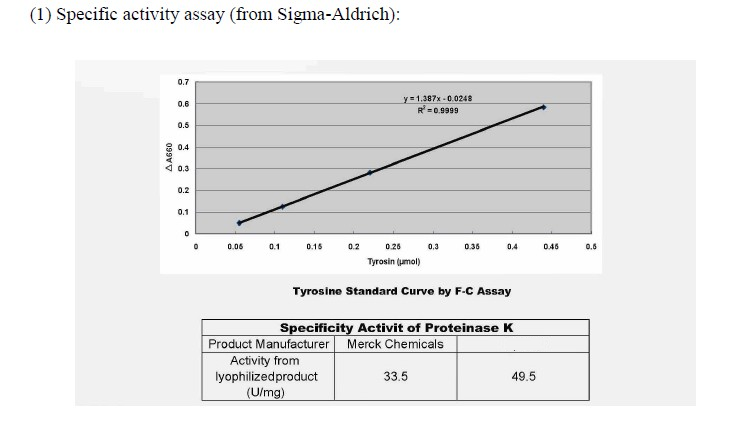 (1) Specific activity assay (from Sigma-Aldrich):
0.7
0.6
0.5
0.4
0.3
0.2
0.1
0
△A660
y = 1.387x - 0.0248
R² = 0.9999
0 0.05 0.1 0.15 0.2 0.25 0.3 0.35 0.4 0.45 0.5
Tyrosin (µmol)
Tyrosine Standard Curve by F-C Assay
Specificity Activit of Proteinase K
Product Manufacturer Merck Chemicals
Activity from
lyophilizedproduct 33.5 49.5
(U/mg)